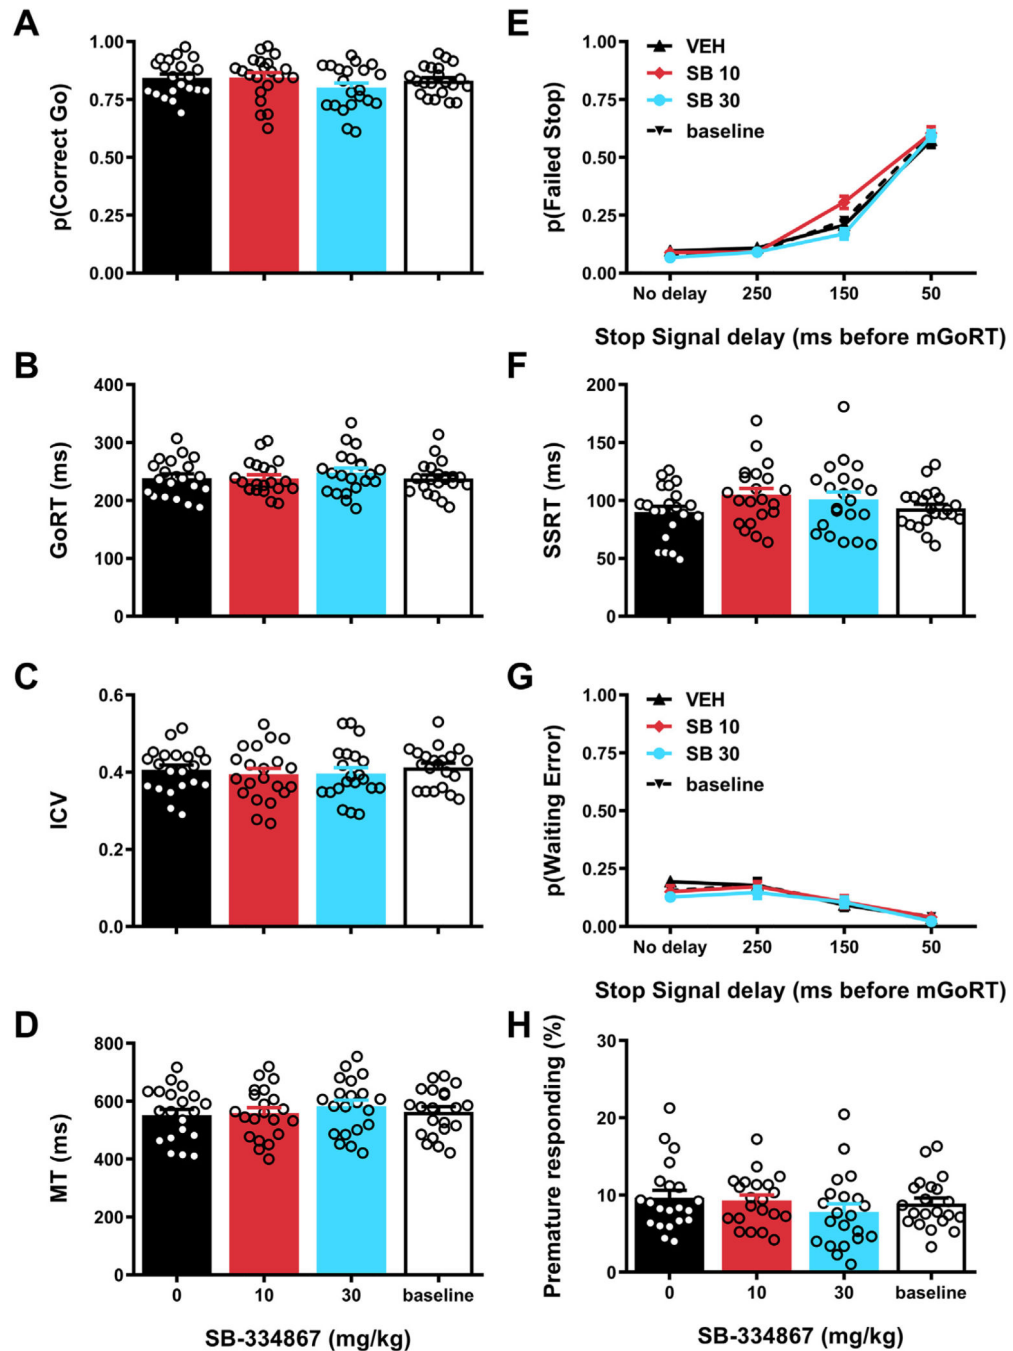 A
p(Correct Go)
1.00
0.75
0.50
0.25
0.00
E
p(Failed Stop)
1.00
0.75
0.50
0.25
0.00
VEH
SB 10
SB 30
baseline
No delay 250 150 50
Stop Signal delay (ms before mGoRT)
B
GoRT (ms)
400
300
200
100
0
F
SSRT (ms)
200
150
100
50
0
C
ICV
0.6
0.4
0.2
0.0
G
p(Waiting Error)
1.00
0.75
0.50
0.25
0.00
VEH
SB 10
SB 30
baseline
No delay 250 150 50
Stop Signal delay (ms before mGoRT)
D
MT (ms)
800
600
400
200
0
0 10 30 baseline
SB-334867 (mg/kg)
H
Premature responding (%)
30
20
10
0
0 10 30 baseline
SB-334867 (mg/kg)